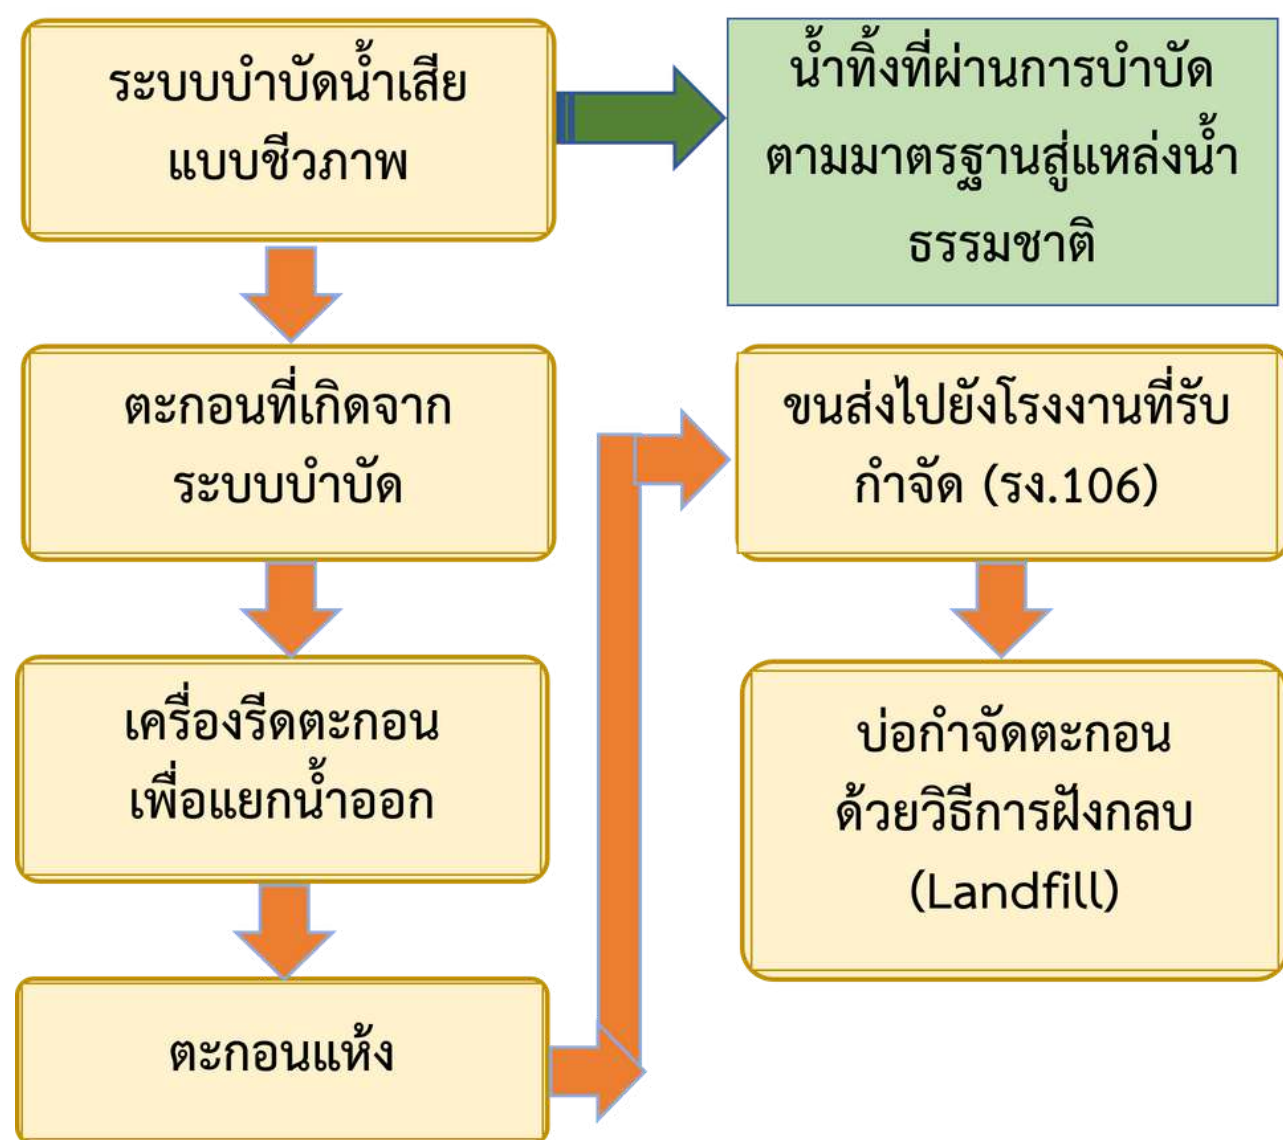 ระบบบำบัดน้ำเสีย
แบบชีวภาพ
น้ำทิ้งที่ผ่านการบำบัด
ตามมาตรฐานสู่แหล่งน้ำ
ธรรมชาติ
ตะกอนที่เกิดจาก
ระบบบำบัด
เครื่องรีดตะกอน
เพื่อแยกน้ำออก
ตะกอนแห้ง
ขนส่งไปยังโรงงานที่รับ
กำจัด (รง.106)
บ่อกำจัดตะกอน
ด้วยวิธีการฝังกลบ
(Landfill)